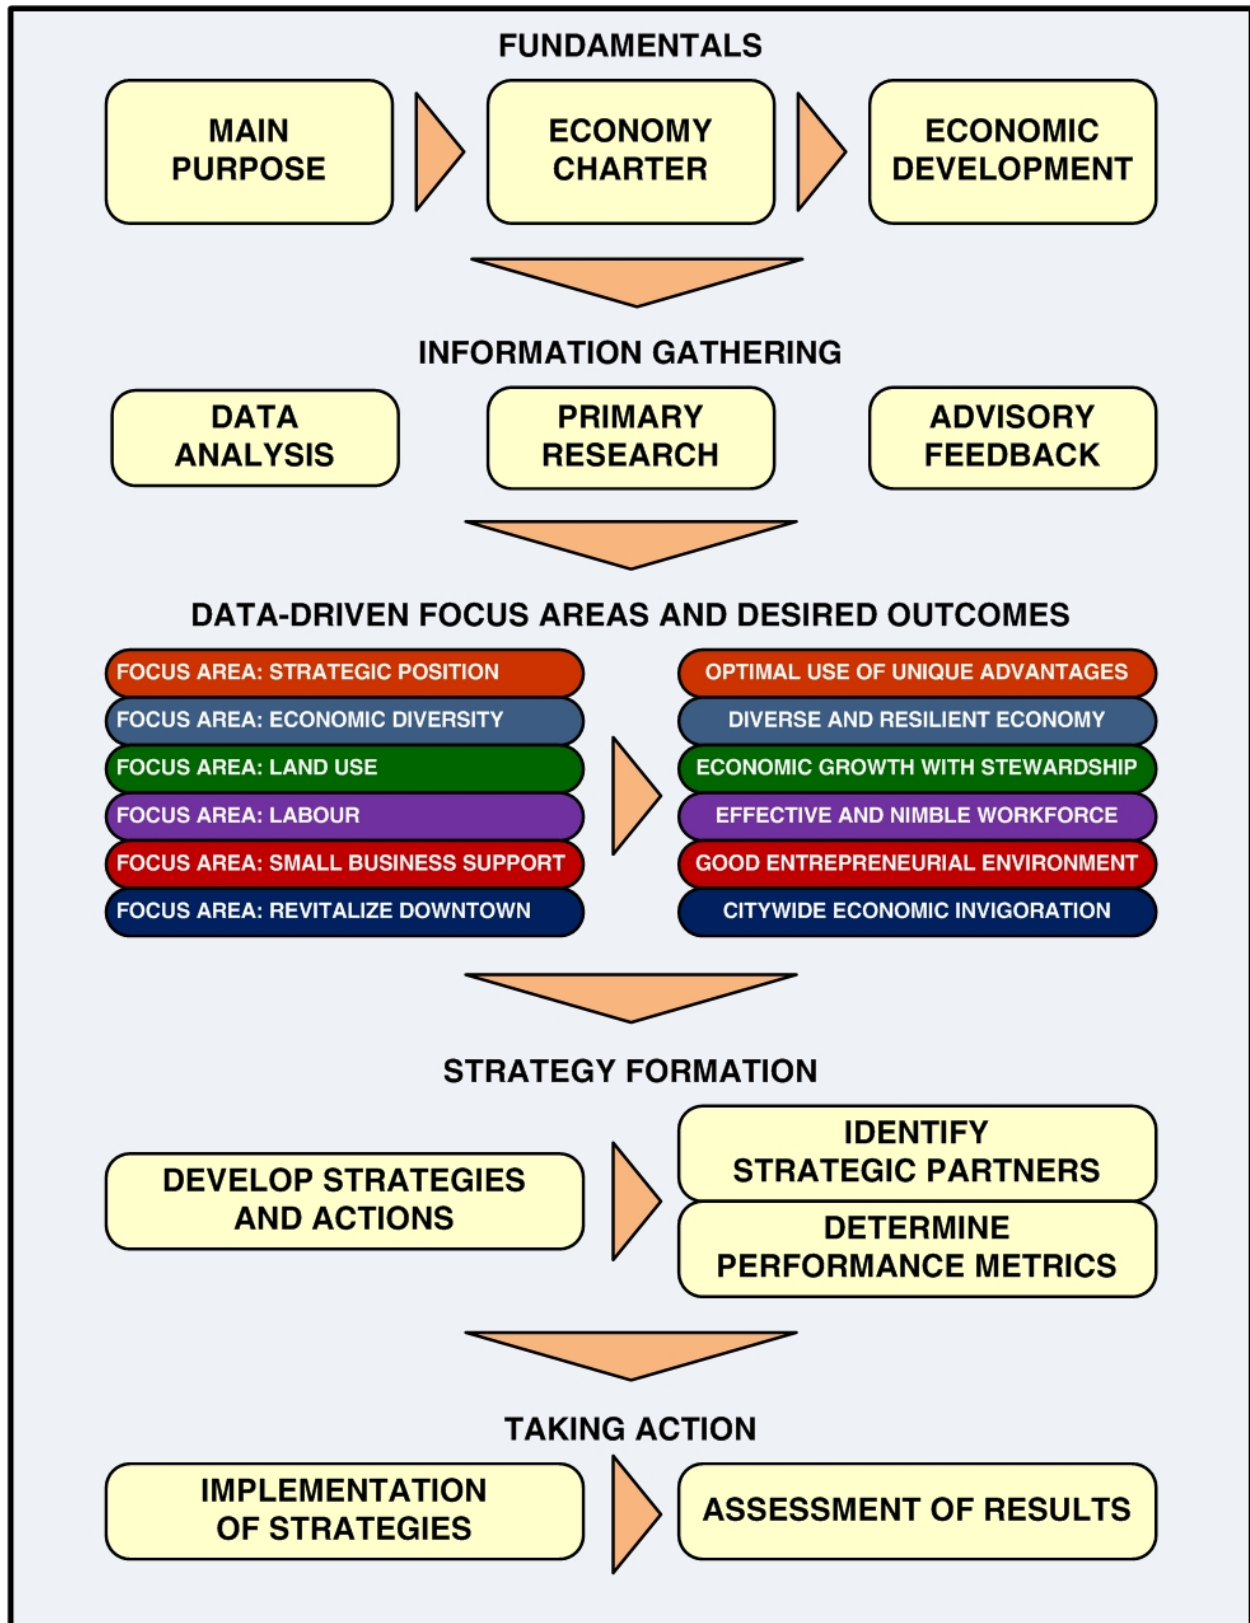 FUNDAMENTALS
MAIN
PURPOSE
ECONOMY
CHARTER
ECONOMIC
DEVELOPMENT
INFORMATION GATHERING
DATA
ANALYSIS
PRIMARY
RESEARCH
ADVISORY
FEEDBACK
DATA-DRIVEN FOCUS AREAS AND DESIRED OUTCOMES
FOCUS AREA: STRATEGIC POSITION
OPTIMAL USE OF UNIQUE ADVANTAGES
FOCUS AREA: ECONOMIC DIVERSITY
DIVERSE AND RESILIENT ECONOMY
FOCUS AREA: LAND USE
ECONOMIC GROWTH WITH STEWARDSHIP
FOCUS AREA: LABOUR
EFFECTIVE AND NIMBLE WORKFORCE
FOCUS AREA: SMALL BUSINESS SUPPORT
GOOD ENTREPRENEURIAL ENVIRONMENT
FOCUS AREA: REVITALIZE DOWNTOWN
CITYWIDE ECONOMIC INVIGORATION
STRATEGY FORMATION
DEVELOP STRATEGIES
AND ACTIONS
IDENTIFY
STRATEGIC PARTNERS
DETERMINE
PERFORMANCE METRICS
TAKING ACTION
IMPLEMENTATION
OF STRATEGIES
ASSESSMENT OF RESULTS